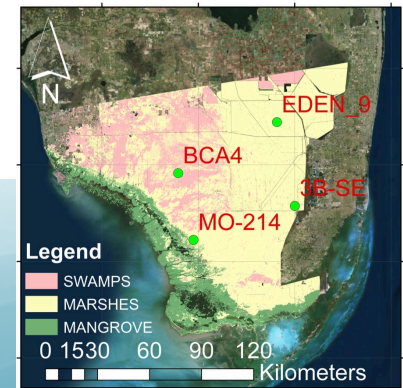 N
EDEN_9
BCA4
3B-SE
MO-214
Legend
SWAMPS
MARSHES
MANGROVE
0 1530 60 90 120
Kilometers